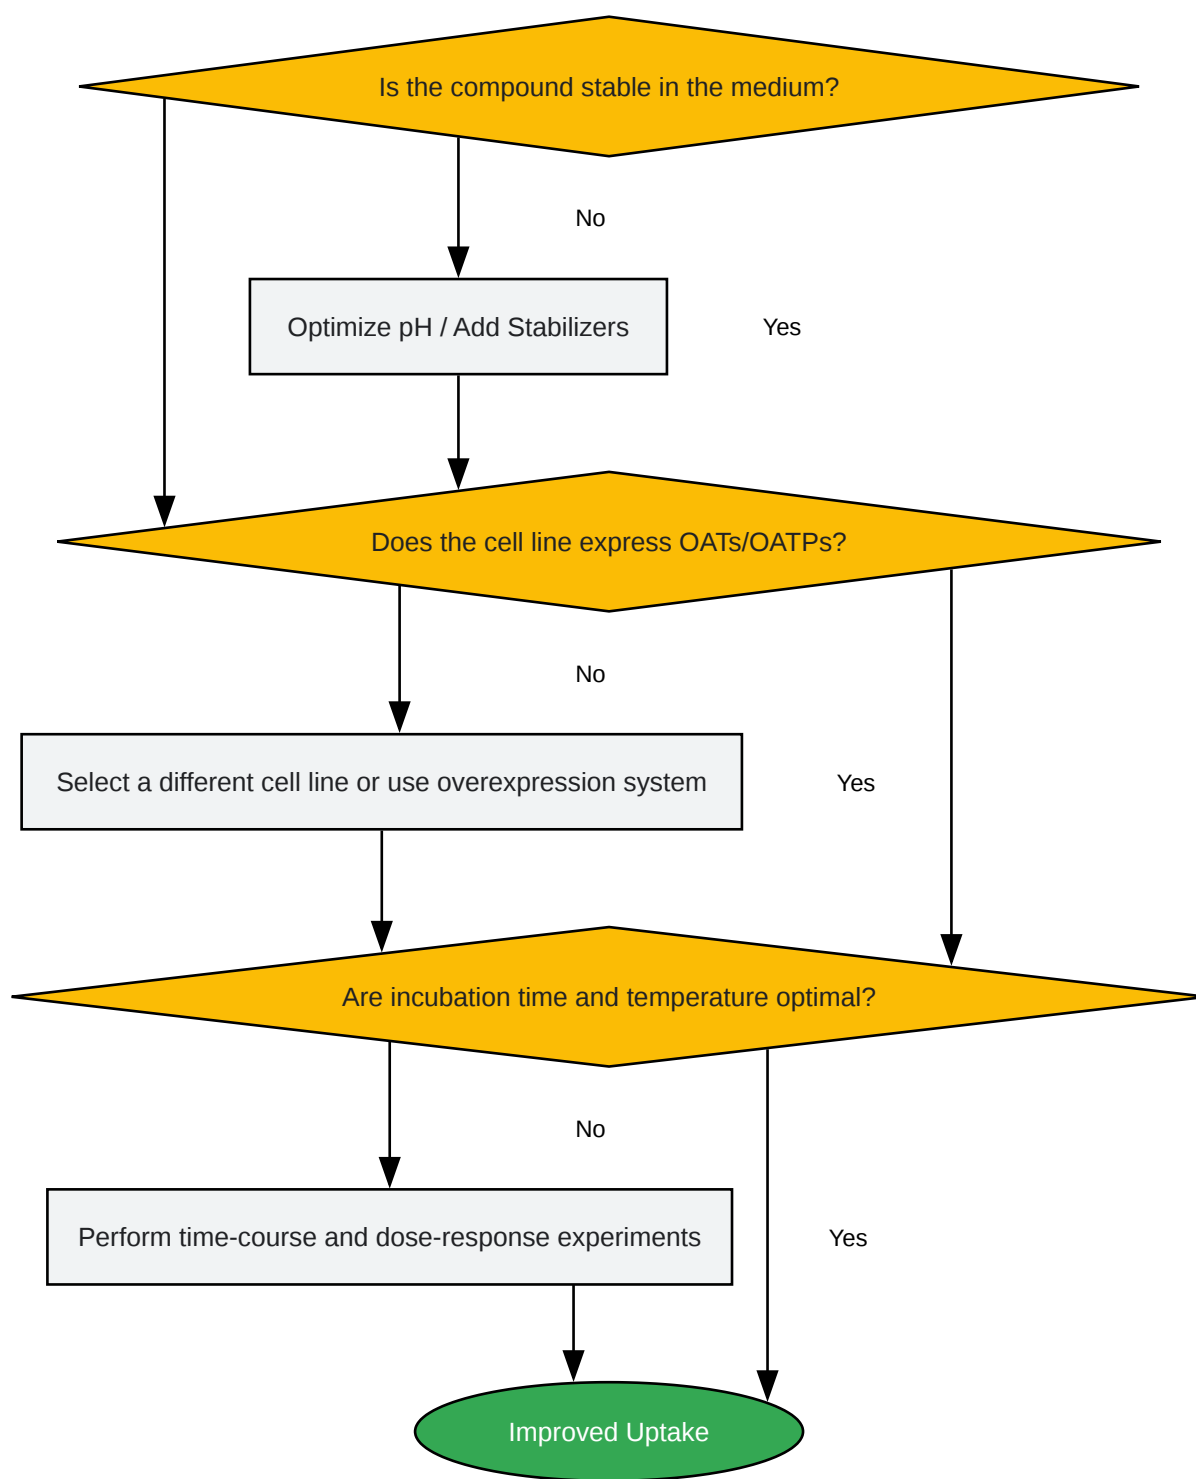 Is the compound stable in the medium?
No
Optimize pH / Add Stabilizers
Yes
Does the cell line express OATs/OATPs?
No
Select a different cell line or use overexpression system
Yes
Are incubation time and temperature optimal?
No
Perform time-course and dose-response experiments
Yes
Improved Uptake